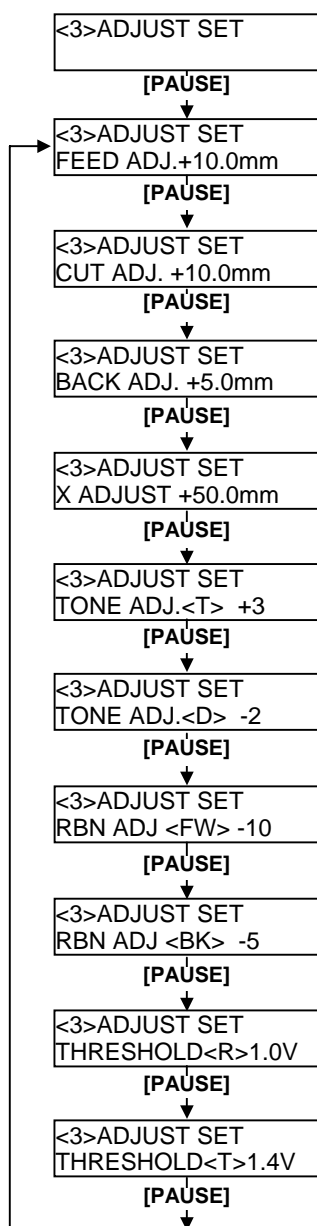 <3>ADJUST SET
[PAUSE]
<3>ADJUST SET
FEED ADJ.+10.0mm
[PAUSE]
<3>ADJUST SET
CUT ADJ. +10.0mm
[PAUSE]
<3>ADJUST SET
BACK ADJ. +5.0mm
[PAUSE]
<3>ADJUST SET
X ADJUST +50.0mm
[PAUSE]
<3>ADJUST SET
TONE ADJ.<T> +3
[PAUSE]
<3>ADJUST SET
TONE ADJ.<D> -2
[PAUSE]
<3>ADJUST SET
RBN ADJ <FW> -10
[PAUSE]
<3>ADJUST SET
RBN ADJ <BK> -5
[PAUSE]
<3>ADJUST SET
THRESHOLD<R>1.0V
[PAUSE]
<3>ADJUST SET
THRESHOLD<T>1.4V
[PAUSE]